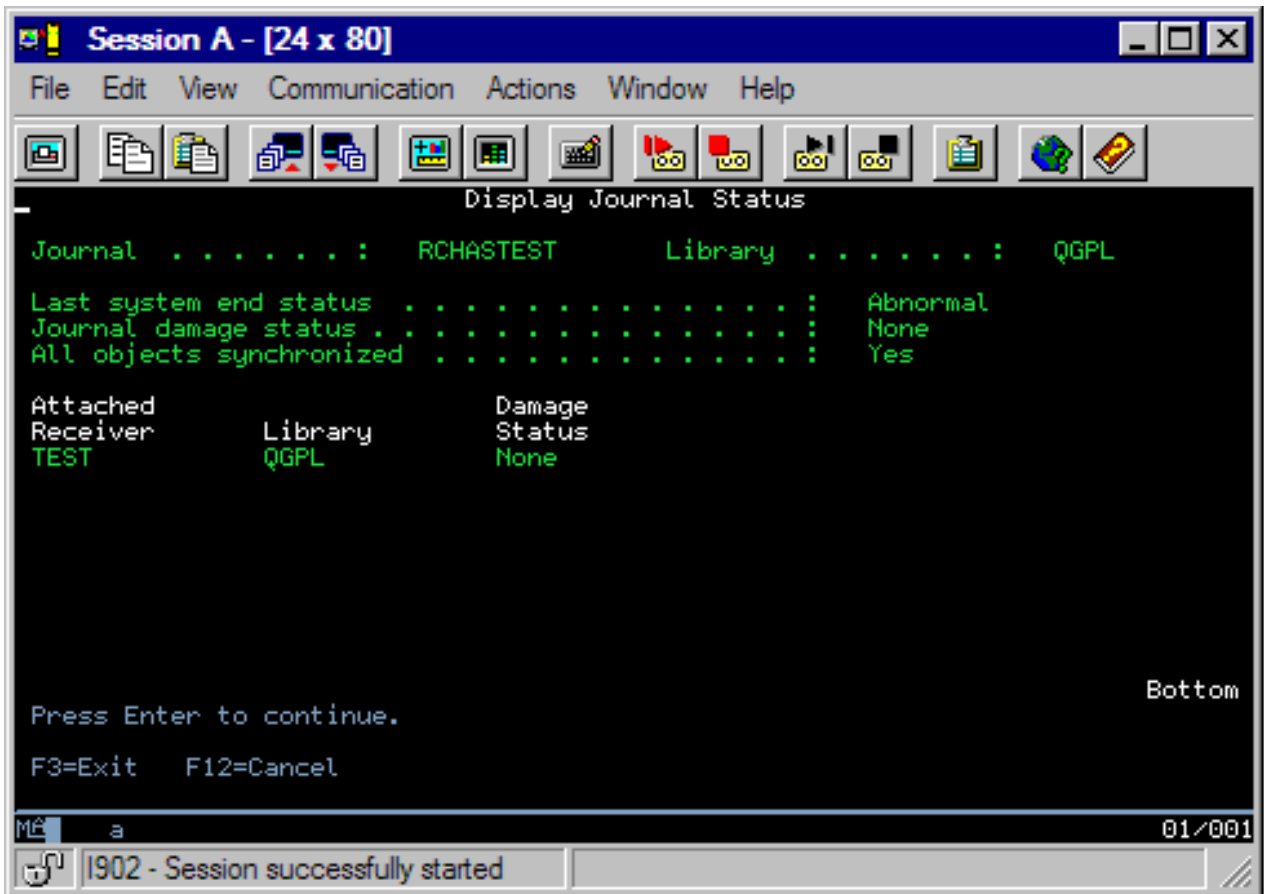 Session A - [24 x 80]
File Edit View Communication Actions Window Help
Display Journal Status
Journal . . . . . . : RCHASTEST Library . . . . . . : QGPL
Last system end status . . . . . . . . . . . . . : Abnormal
Journal damage status . . . . . . . . . . . . . . : None
All objects synchronized . . . . . . . . . . . . : Yes
Attached Damage
Receiver Library Status
TEST QGPL None
Bottom
Press Enter to continue.
F3=Exit F12=Cancel
MA a 01/001
I902 - Session successfully started